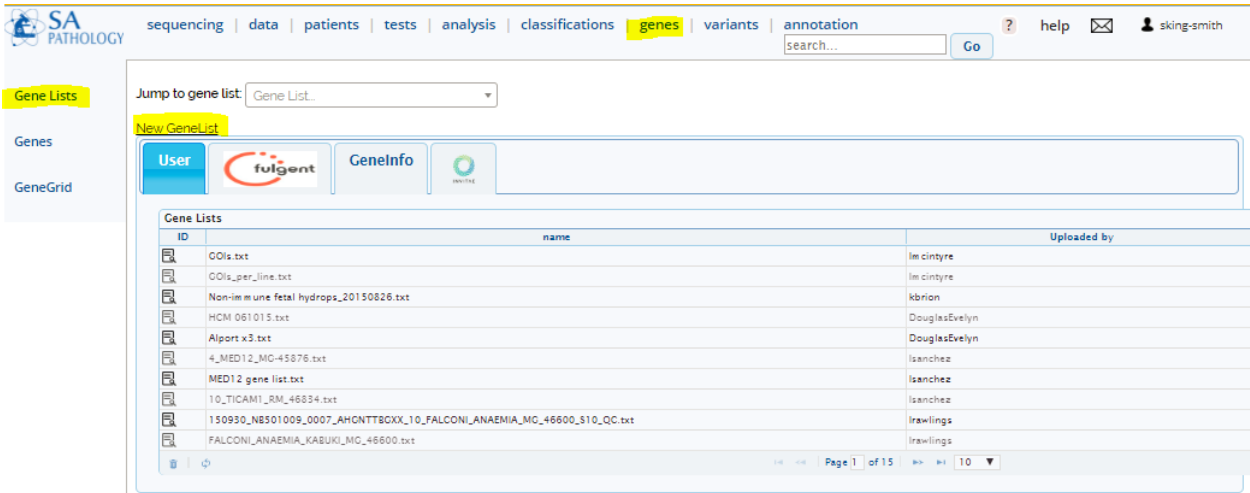 SA
PATHOLOGY
sequencing | data | patients | tests | analysis | classifications | genes | variants | annotation
search...
Go
?
help
sking-smith
Gene Lists
Genes
GeneGrid
Jump to gene list: Gene List..
New GeneList
User
fulgent
GeneInfo
INVITAE
Gene Lists
ID name Uploaded by
GOIs.txt lmcintyre
GOIs_per_line.txt lmcintyre
Non-immune fetal hydrops_20150826.txt kbrion
HCM 061015.txt DouglasEvelyn
Alport x3.txt DouglasEvelyn
4_MED12_MG-45876.txt lsanchez
MED12 gene list.txt lsanchez
10_TICAM1_RM_46834.txt lsanchez
150930_NB501009_0007_AHGNTTBGXX_10_FALCONI_ANAEMIA_MG_46600_S10_QC.txt lrawlings
FALCONI_ANAEMIA_KABUKI_MG_46600.txt lrawlings
Page 1 of 15 10